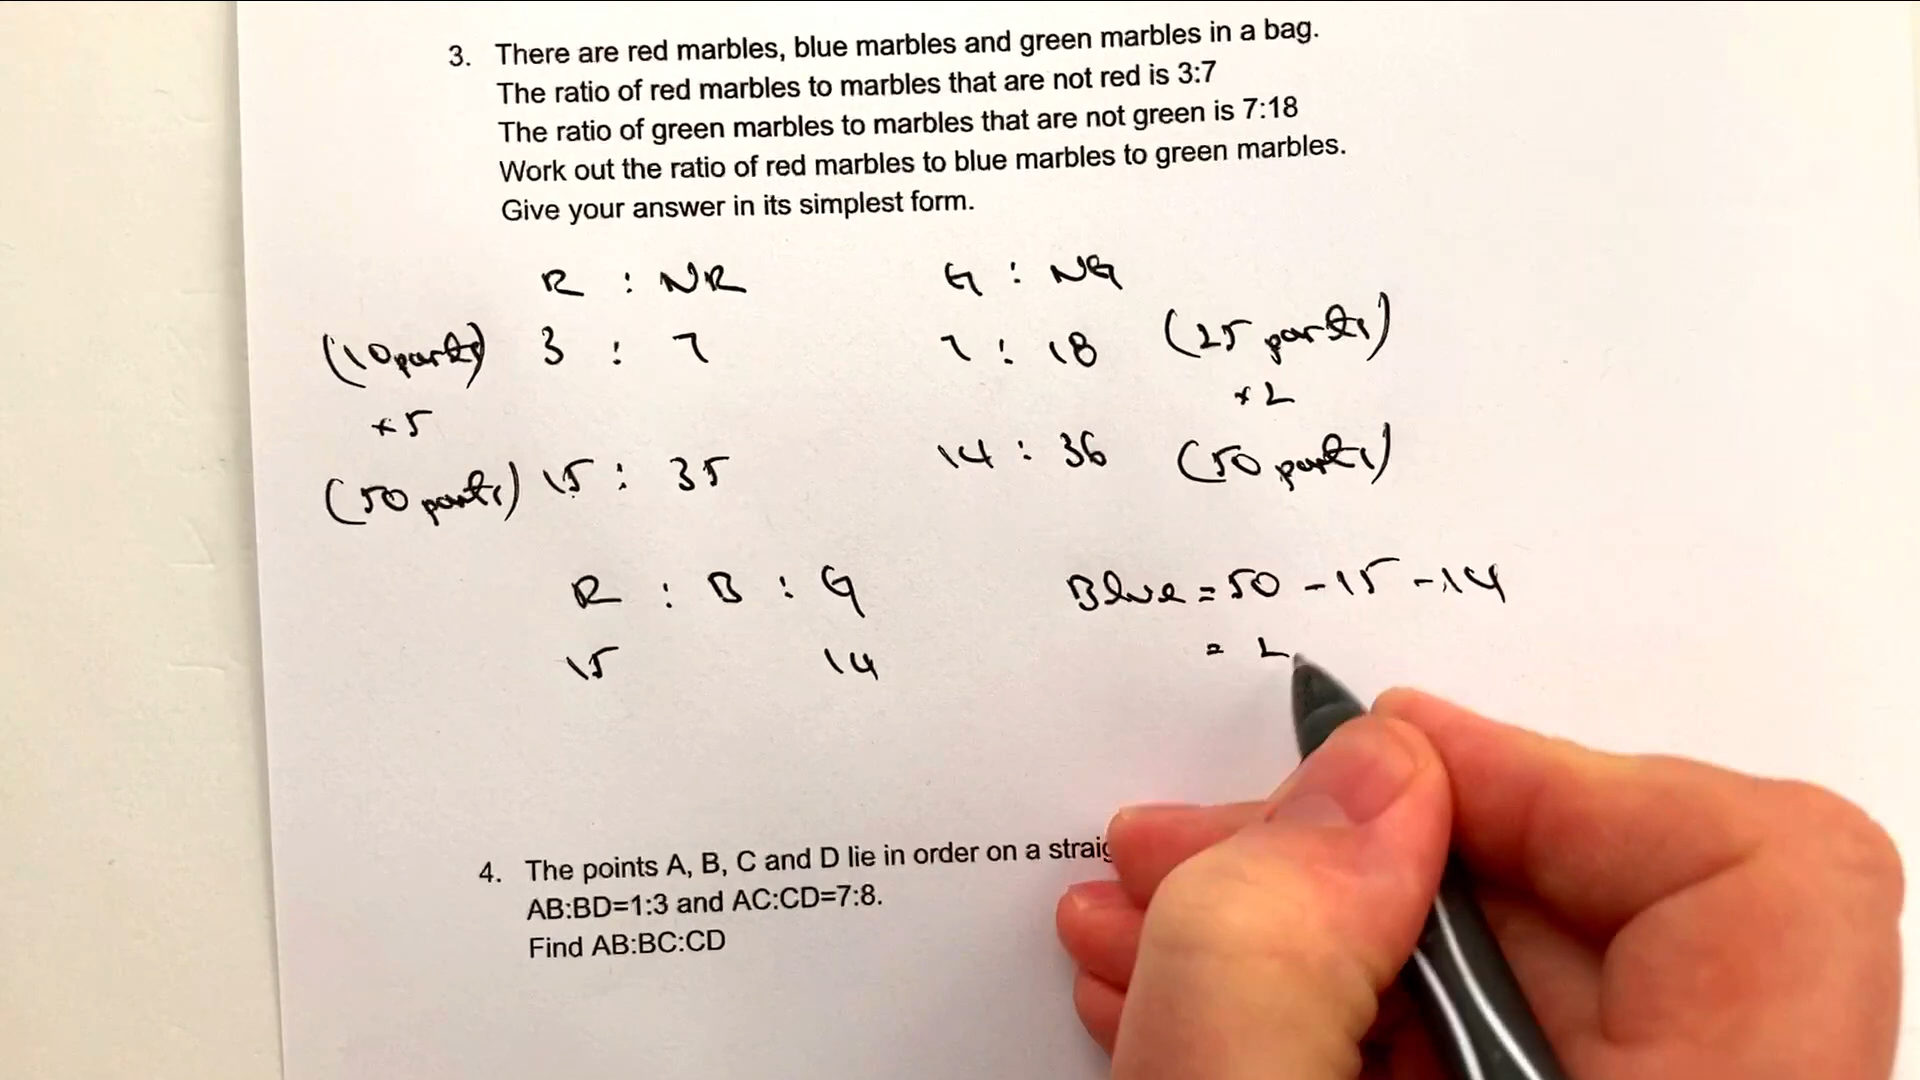 3. There are red marbles, blue marbles and green marbles in a bag.
The ratio of red marbles to marbles that are not red is 3:7
The ratio of green marbles to marbles that are not green is 7:18
Work out the ratio of red marbles to blue marbles to green marbles.
Give your answer in its simplest form.
R : NR
G : NG
(10 parts) 3 : 7
7 : 18 (25 parts)
×5
×2
(50 parts) 15 : 35
14 : 36 (50 parts)
R : B : G
Blue = 50 - 15 - 14
15 14
= 2
4. The points A, B, C and D lie in order on a
AB:BD=1:3 and AC:CD=7:8.
Find AB:BC:CD